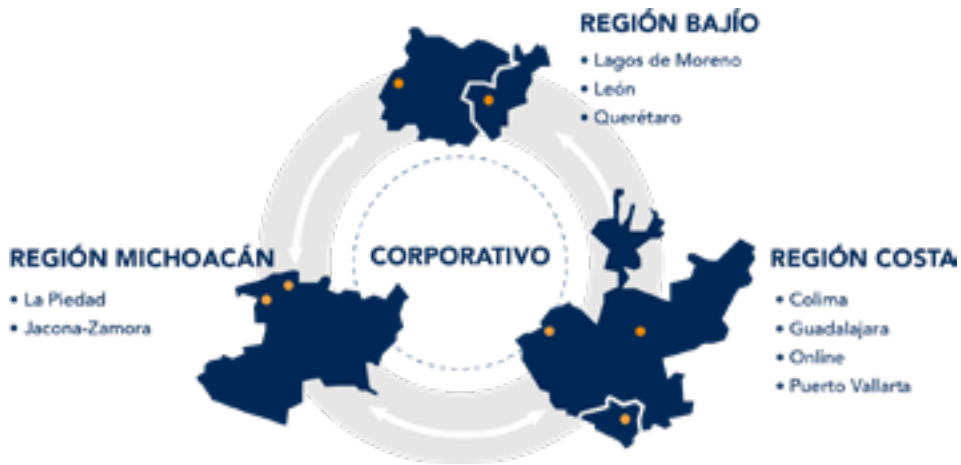 REGIÓN BAJÍO
• Lagos de Moreno
• León
• Querétaro
CORPORATIVO
REGIÓN MICHOACÁN
• La Piedad
• Jacona-Zamora
REGIÓN COSTA
• Colima
• Guadalajara
• Online
• Puerto Vallarta